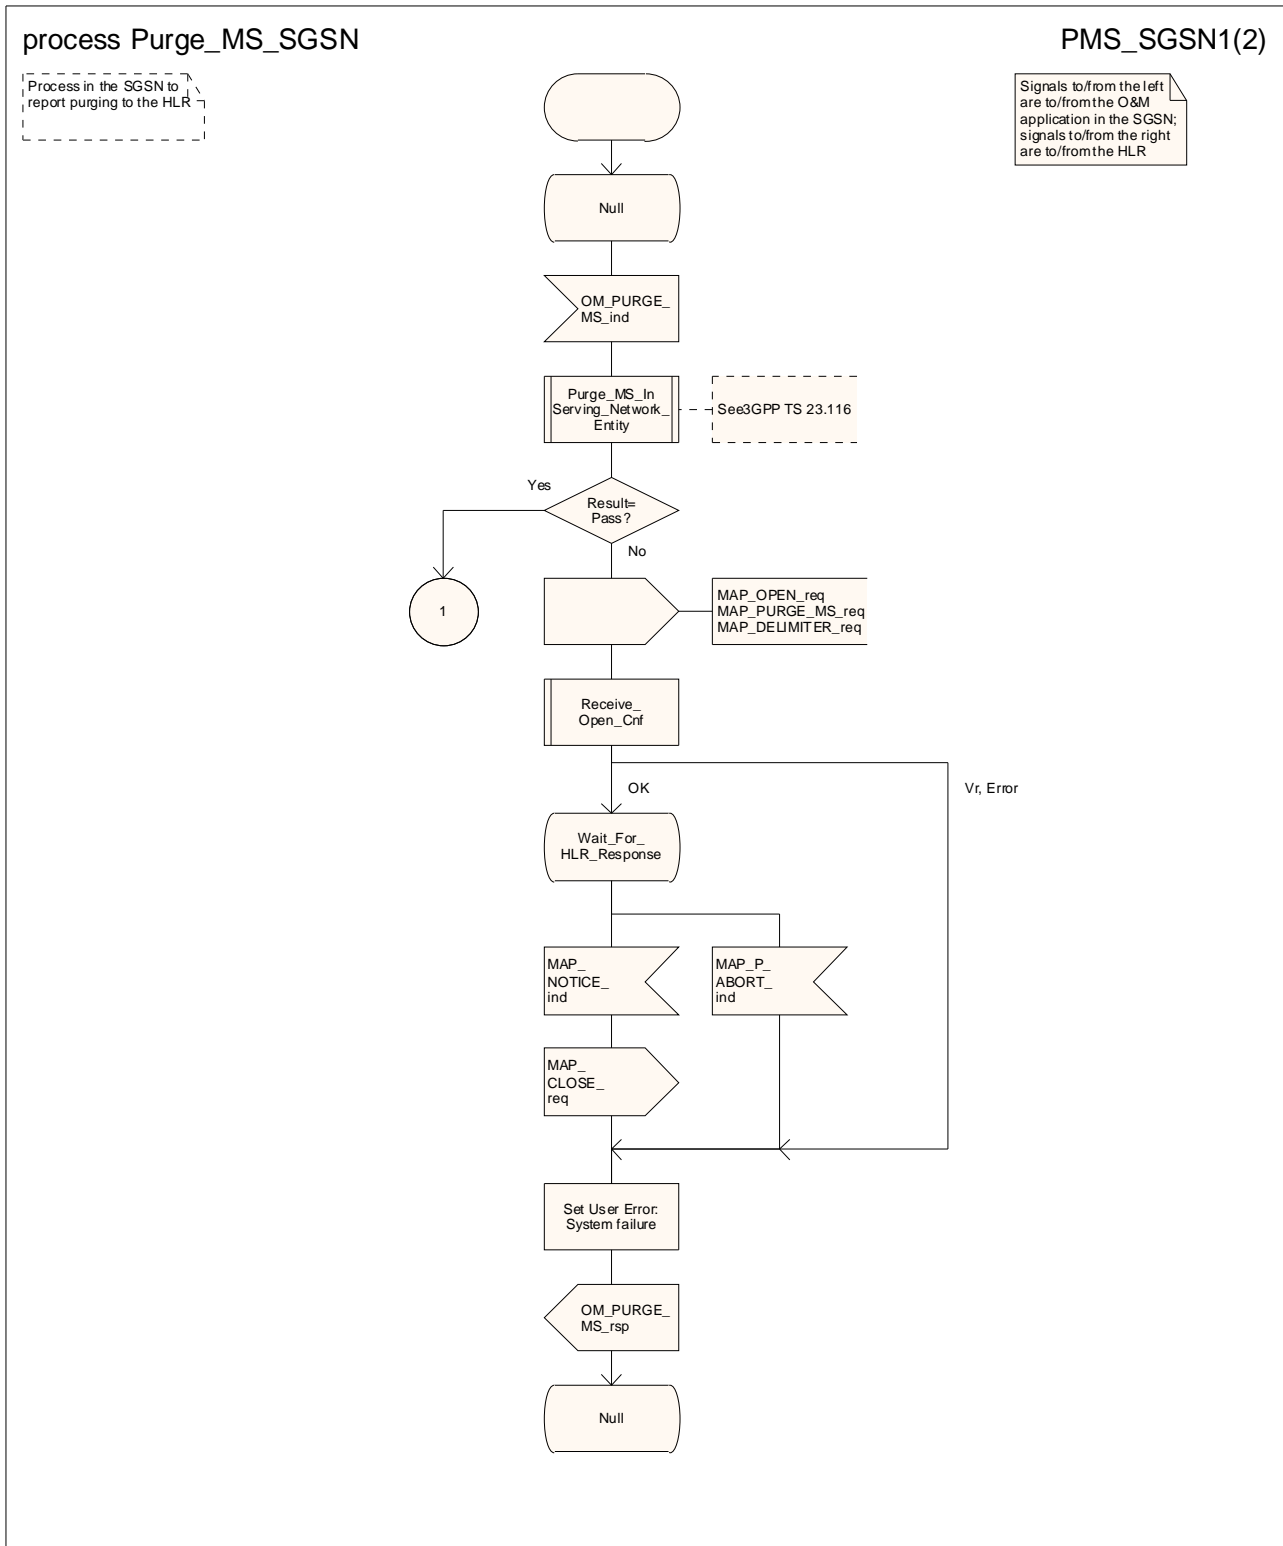 process Purge_MS_SGSN
PMS_SGSN1(2)
Process in the SGSN to
report purging to the HLR
Signals to/from the left
are to/from the O&M
application in the SGSN;
signals to/from the right
are to/from the HLR
Null
OM_PURGE_
MS_ind
Purge_MS_In
Serving_Network_
Entity
See3GPP TS 23.116
Yes
Result=
Pass?
No
1
MAP_OPEN_req
MAP_PURGE_MS_req
MAP_DELIMITER_req
Receive_
Open_Cnf
OK
Vr, Error
Wait_For_
HLR_Response
MAP_
NOTICE_
ind
MAP_P_
ABORT_
ind
MAP_
CLOSE_
req
Set User Error:
System failure
OM_PURGE_
MS_rsp
Null